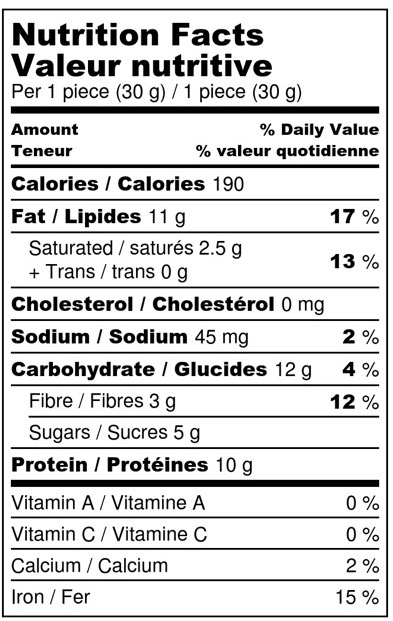 Nutrition Facts
Valeur nutritive
Per 1 piece (30 g) / 1 piece (30 g)
Amount % Daily Value
Teneur % valeur quotidienne
Calories / Calories 190
Fat / Lipides 11 g 17 %
Saturated / saturés 2.5 g
+ Trans / trans 0 g 13 %
Cholesterol / Cholestérol 0 mg
Sodium / Sodium 45 mg 2 %
Carbohydrate / Glucides 12 g 4 %
Fibre / Fibres 3 g 12 %
Sugars / Sucres 5 g
Protein / Protéines 10 g
Vitamin A / Vitamine A 0 %
Vitamin C / Vitamine C 0 %
Calcium / Calcium 2 %
Iron / Fer 15 %